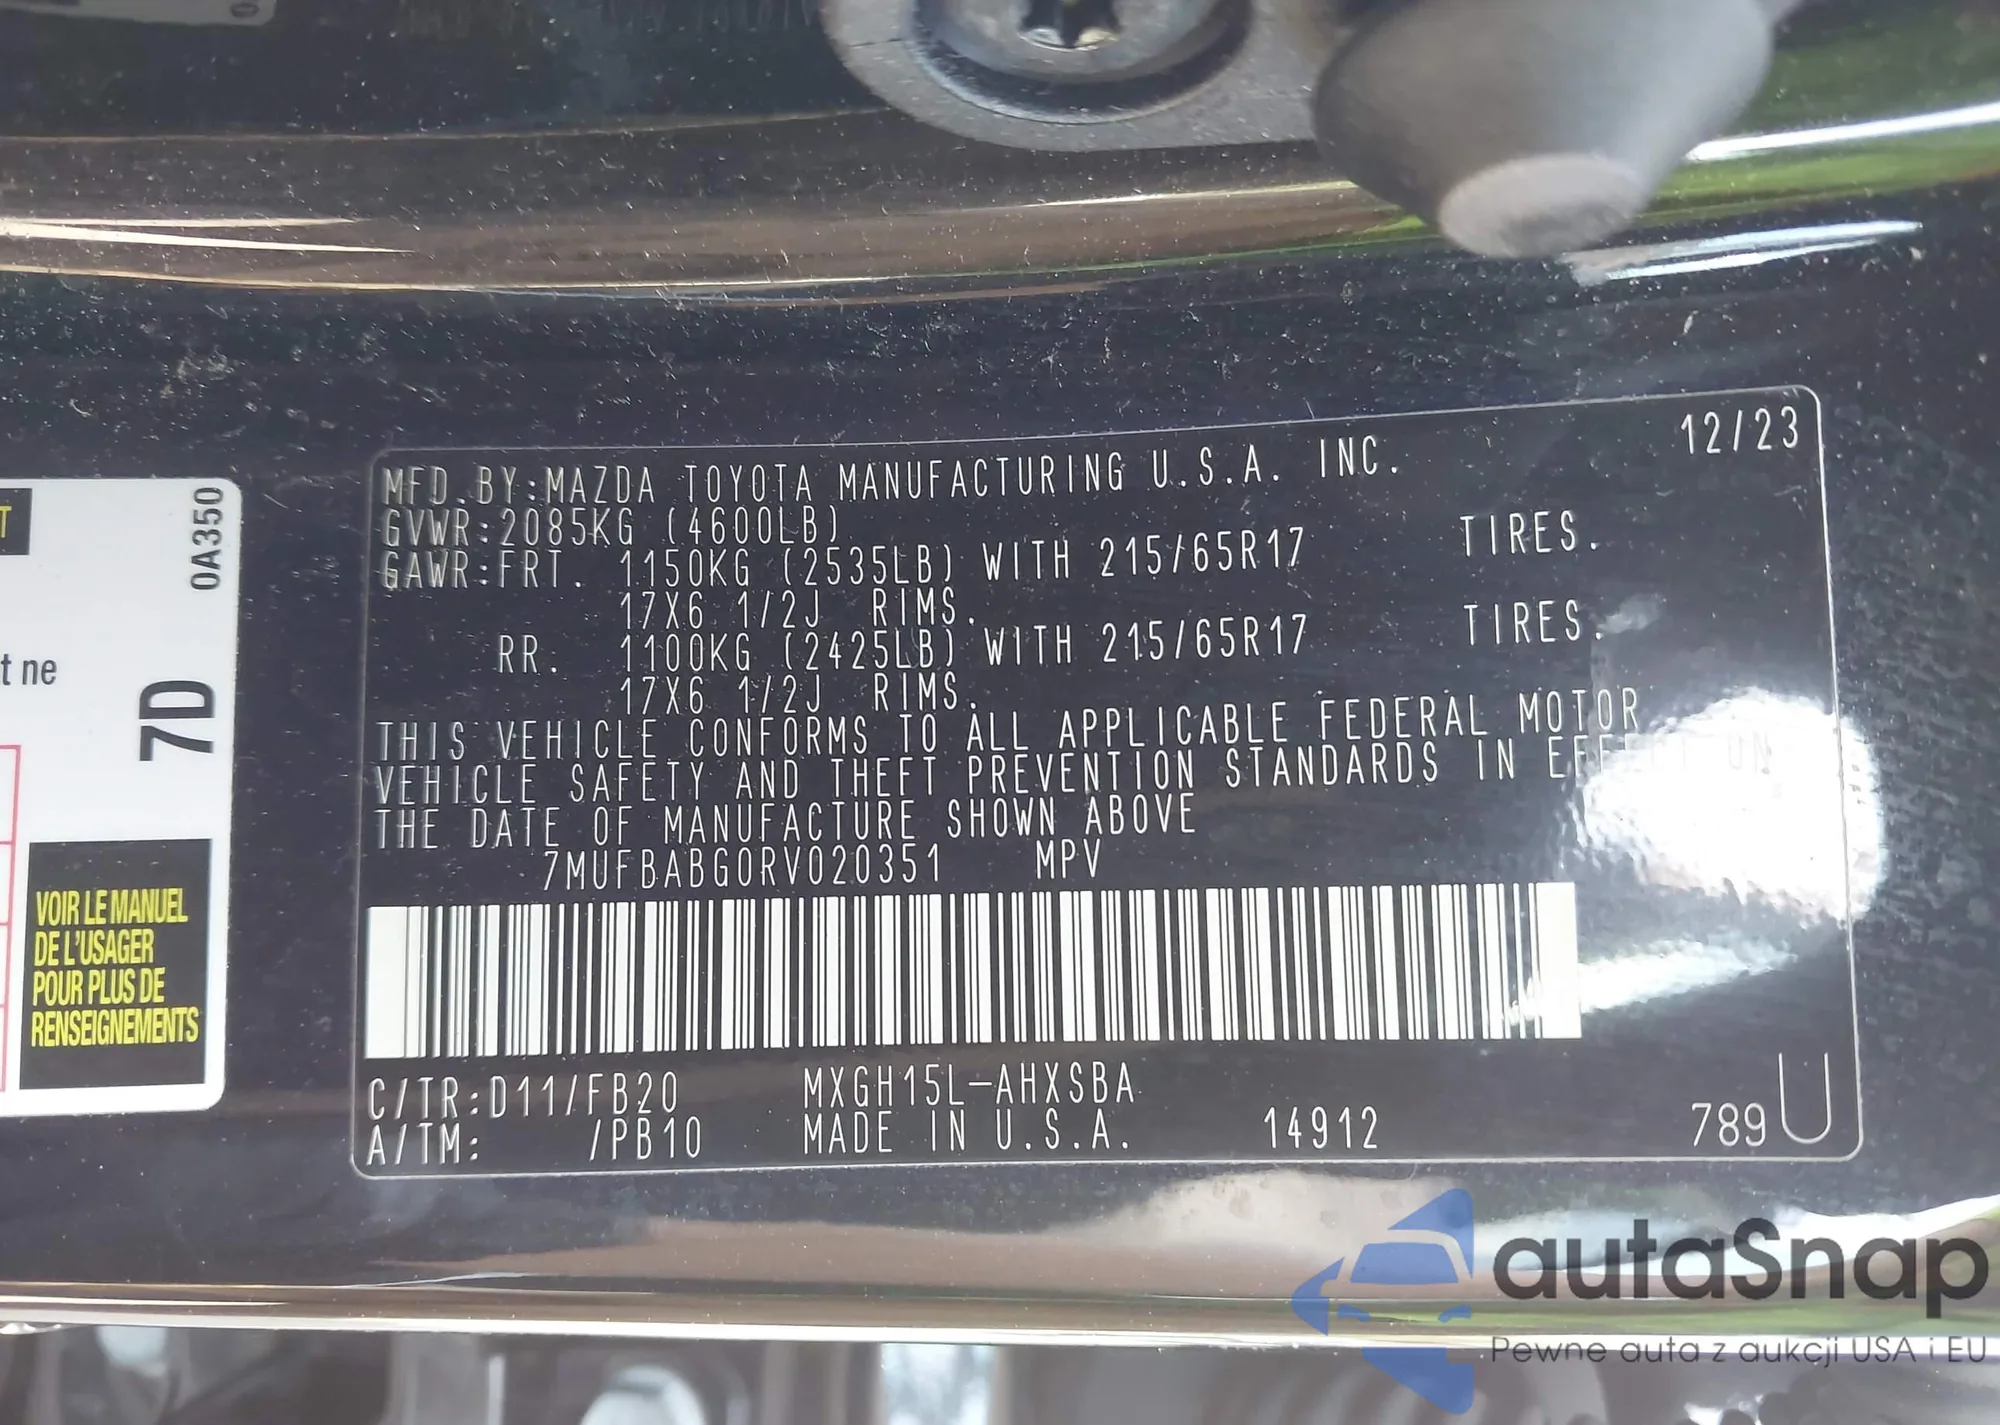 12/23
MFD.BY:MAZDA TOYOTA MANUFACTURING U.S.A. INC.
GVWR:2085KG (4600LB)
GAWR:FRT. 1150KG (2535LB) WITH 215/65R17 TIRES.
17X6 1/2J RIMS.
RR. 1100KG (2425LB) WITH 215/65R17 TIRES.
17X6 1/2J RIMS.
THIS VEHICLE CONFORMS TO ALL APPLICABLE FEDERAL MOTOR
VEHICLE SAFETY AND THEFT PREVENTION STANDARDS IN EFFECT ON
THE DATE OF MANUFACTURE SHOWN ABOVE
7MUFBABG0RV020351 MPV
C/TR:D11/FB20 MXGH15L-AHXSBA
A/TM: /PB10 MADE IN U.S.A. 14912 789 U
0A350
7D
t ne
VOIR LE MANUEL
DE L'USAGER
POUR PLUS DE
RENSEIGNEMENTS
autaSnap
Pewne auta z aukcji USA i EU